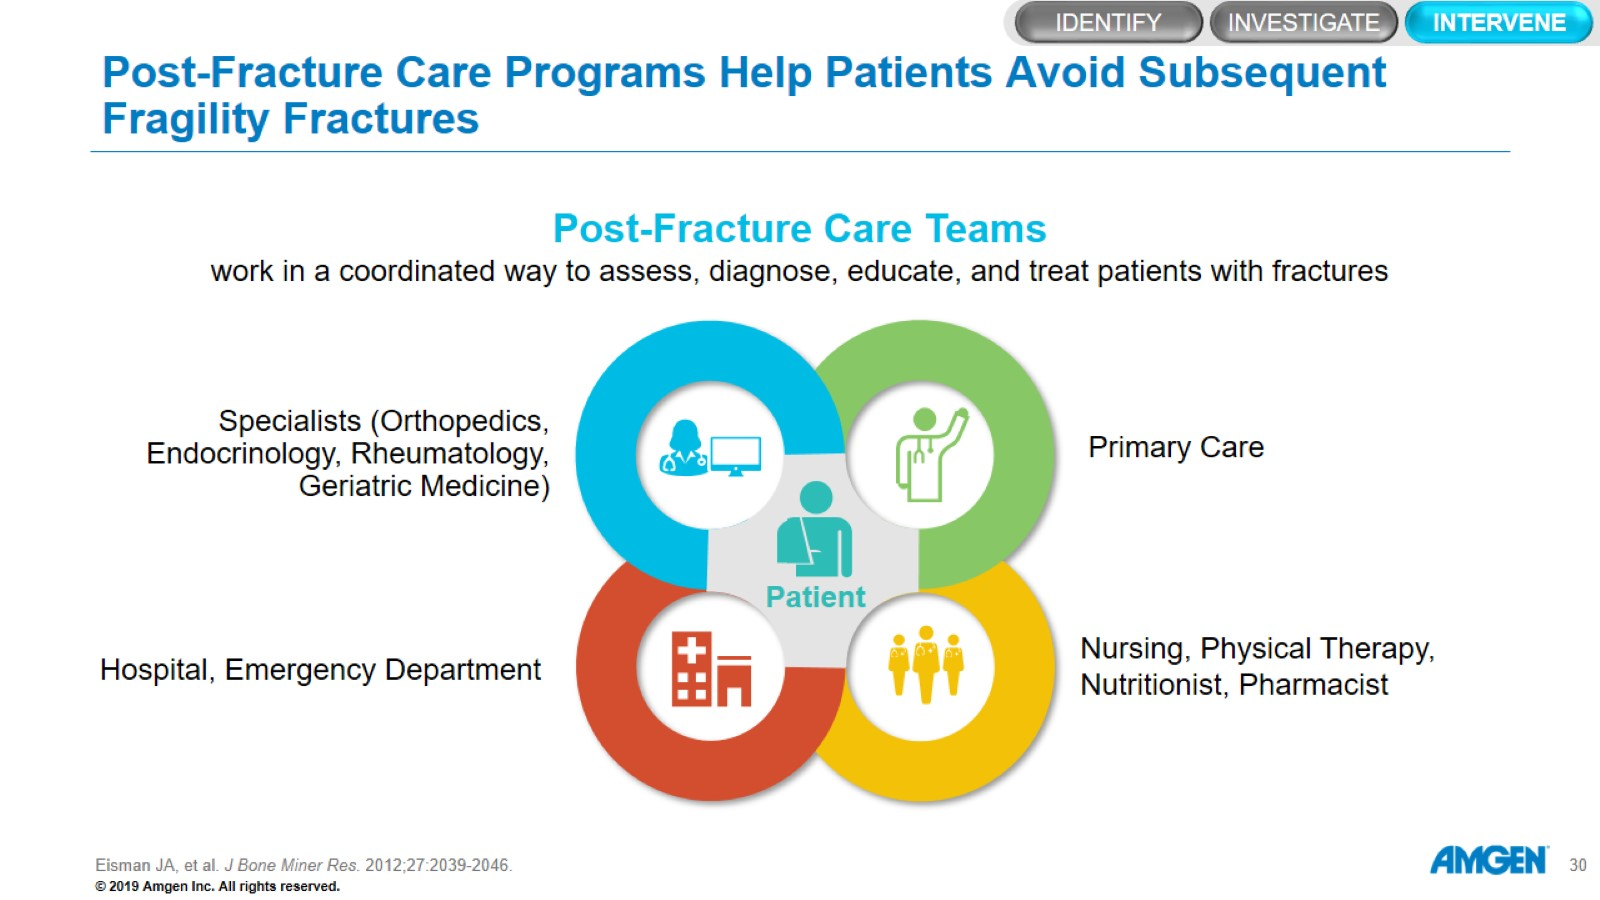 IDENTIFY
INVESTIGATE
INTERVENE
Post-Fracture Care Programs Help Patients Avoid Subsequent
Fragility Fractures
Post-Fracture Care Teams
work in a coordinated way to assess, diagnose, educate, and treat patients with fractures
Specialists (Orthopedics,
Endocrinology, Rheumatology,
Geriatric Medicine)
Primary Care
Patient
Hospital, Emergency Department
Nursing, Physical Therapy,
Nutritionist, Pharmacist
Eisman JA, et al. J Bone Miner Res. 2012;27:2039-2046.
© 2019 Amgen Inc. All rights reserved.
AMGEN®
30